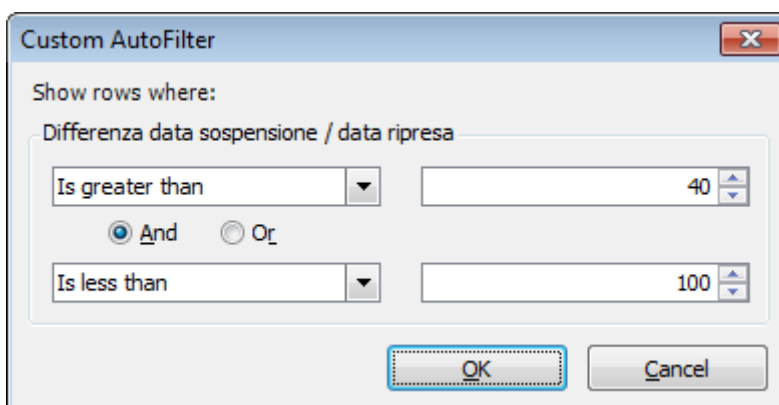 Custom AutoFilter
Show rows where:
Differenza data sospensione / data ripresa
Is greater than 40
And Or
Is less than 100
OK Cancel